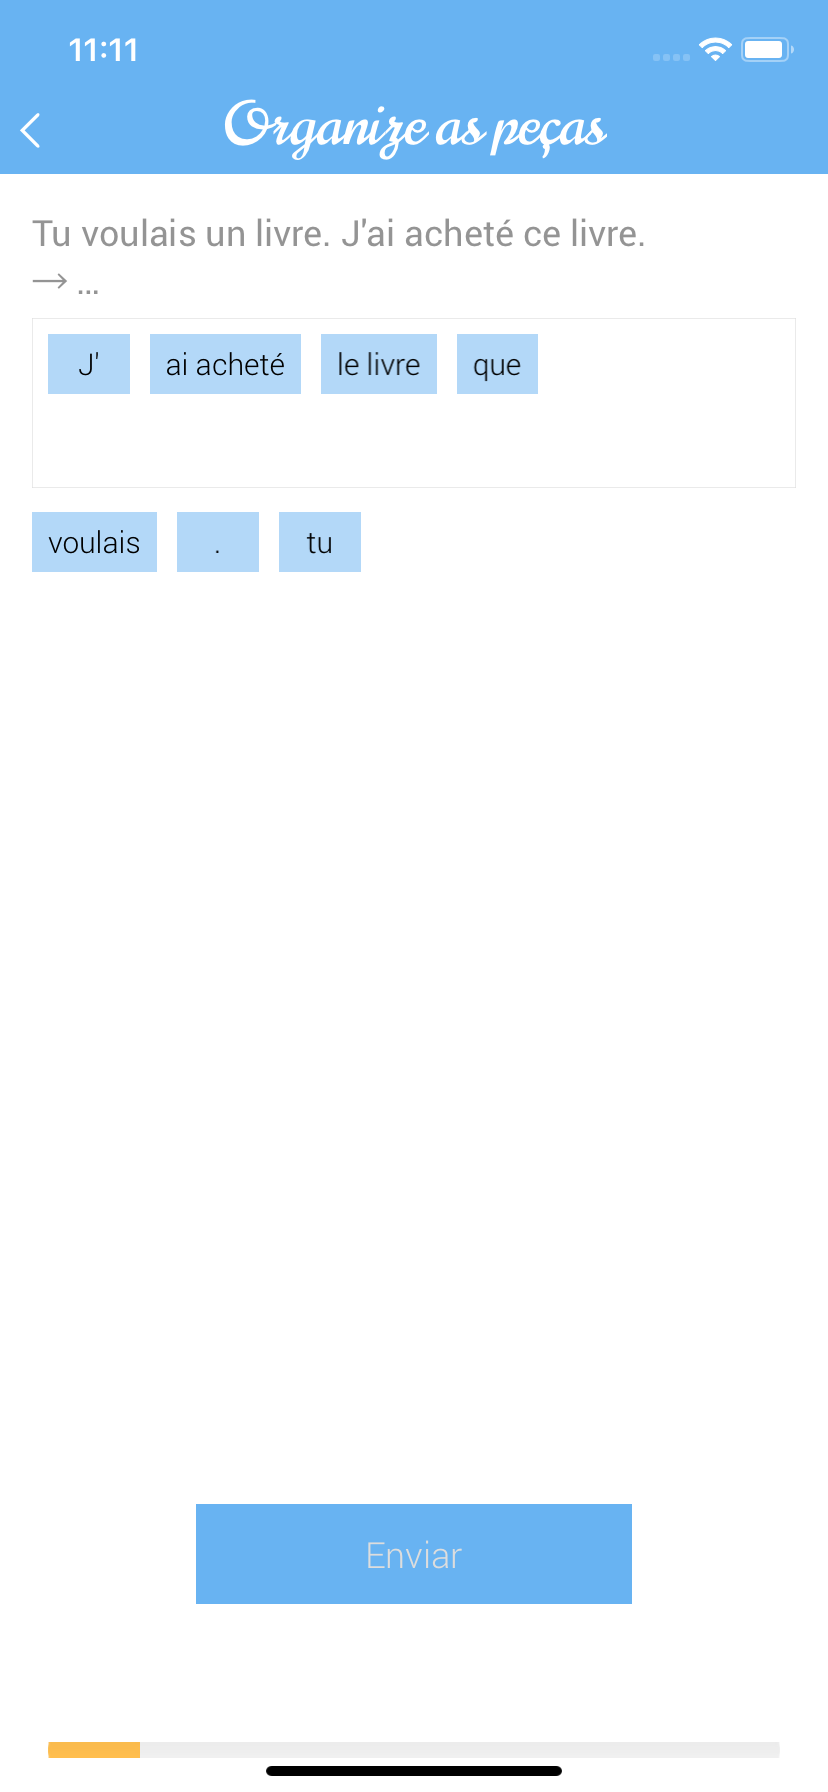 11:11
Organize as peças
Tu voulais un livre. J'ai acheté ce livre.
→ ...
J' ai acheté le livre que
voulais . tu
Enviar